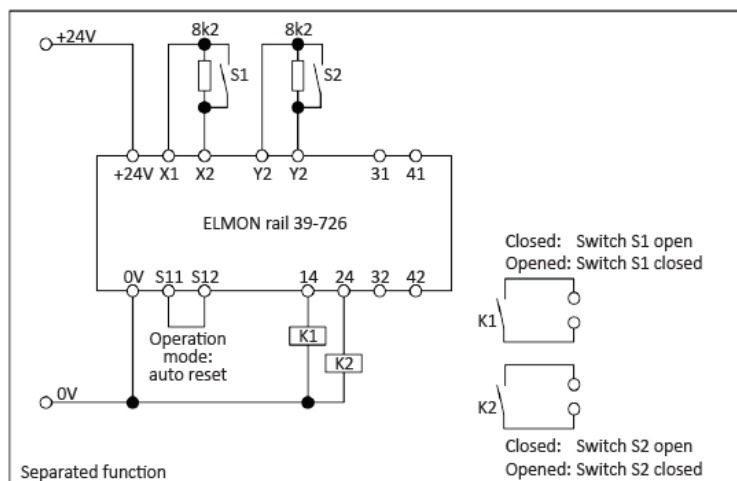 8k2 8k2
+24V
S1 S2
+24V X1 X2 Y2 Y2 31 41
ELMON rail 39-726
0V S11 S12 14 24 32 42
Operation
mode:
auto reset
K1
K2
0V
Separated function
Closed: Switch S1 open
Opened: Switch S1 closed
K1
K2
Closed: Switch S2 open
Opened: Switch S2 closed